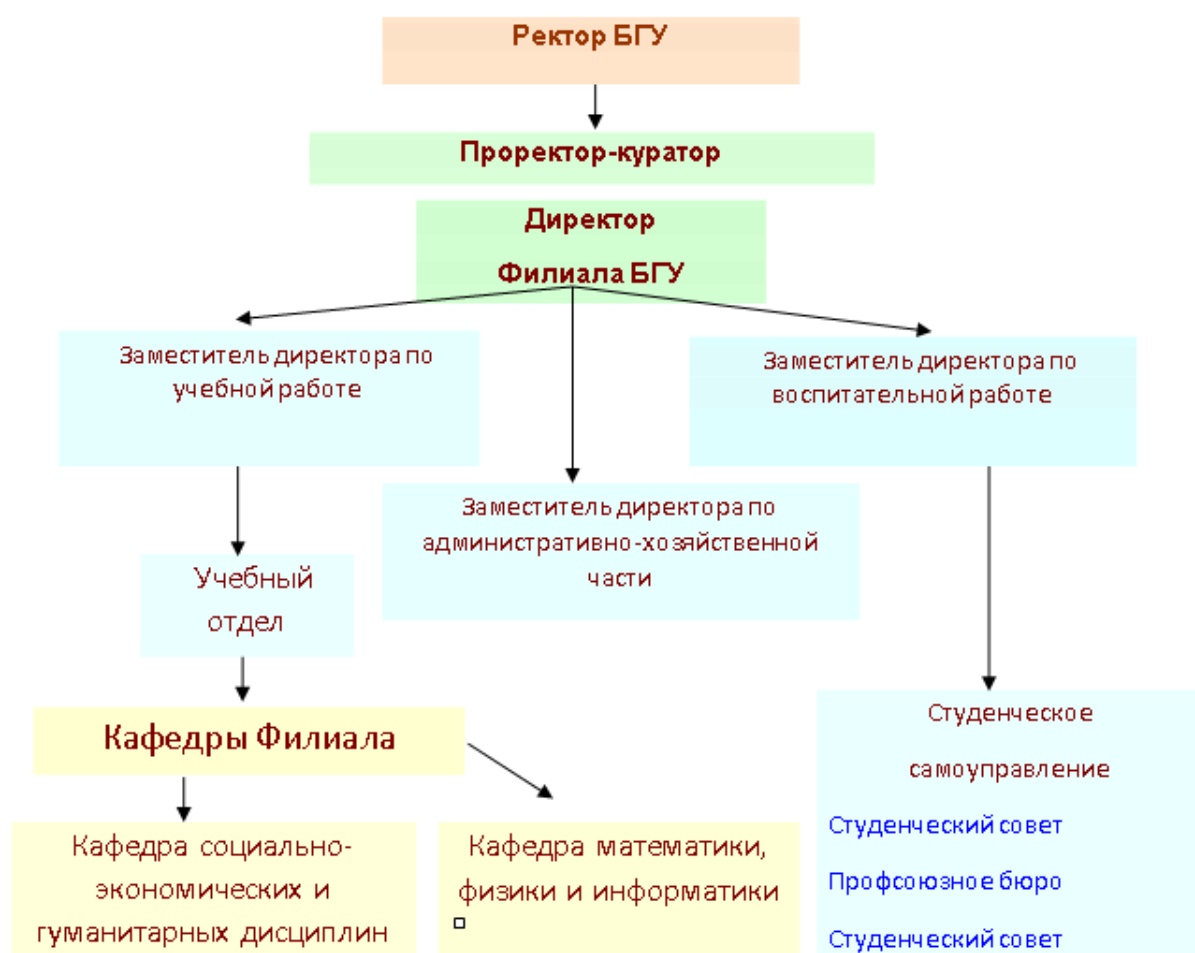 Ректор БГУ
Проректор-куратор
Директор
Филиала БГУ
Заместитель директора по
учебной работе
Заместитель директора по
воспитательной работе
Заместитель директора по
административно-хозяйственной
части
Учебный
отдел
Кафедры Филиала
Студенческое
самоуправление
Студенческий совет
Профсоюзное бюро
Студенческий совет
Кафедра социально-
экономических и
гуманитарных дисциплин
Кафедра математики,
физики и информатики